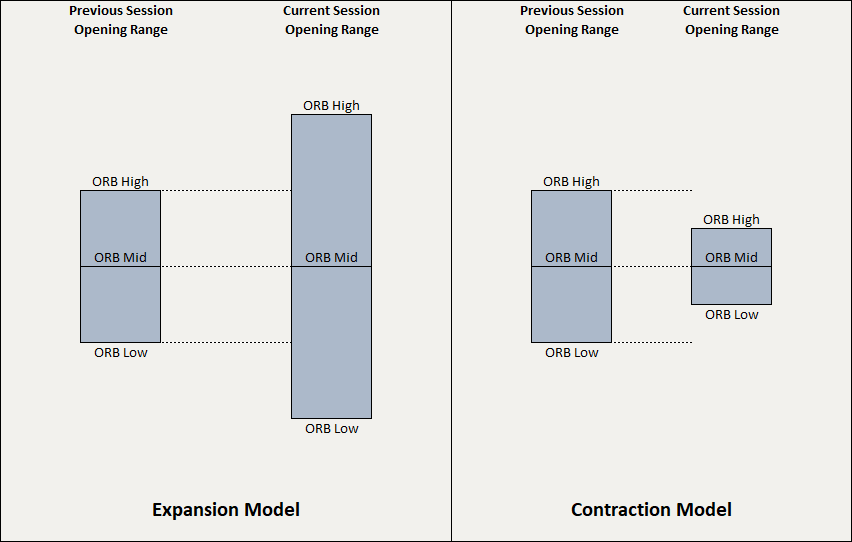 Previous Session
Opening Range
Current Session
Opening Range
ORB High
ORB High
ORB Mid
ORB Mid
ORB Low
ORB Low
Expansion Model
Previous Session
Opening Range
Current Session
Opening Range
ORB High
ORB High
ORB Mid
ORB Mid
ORB Low
ORB Low
Contraction Model